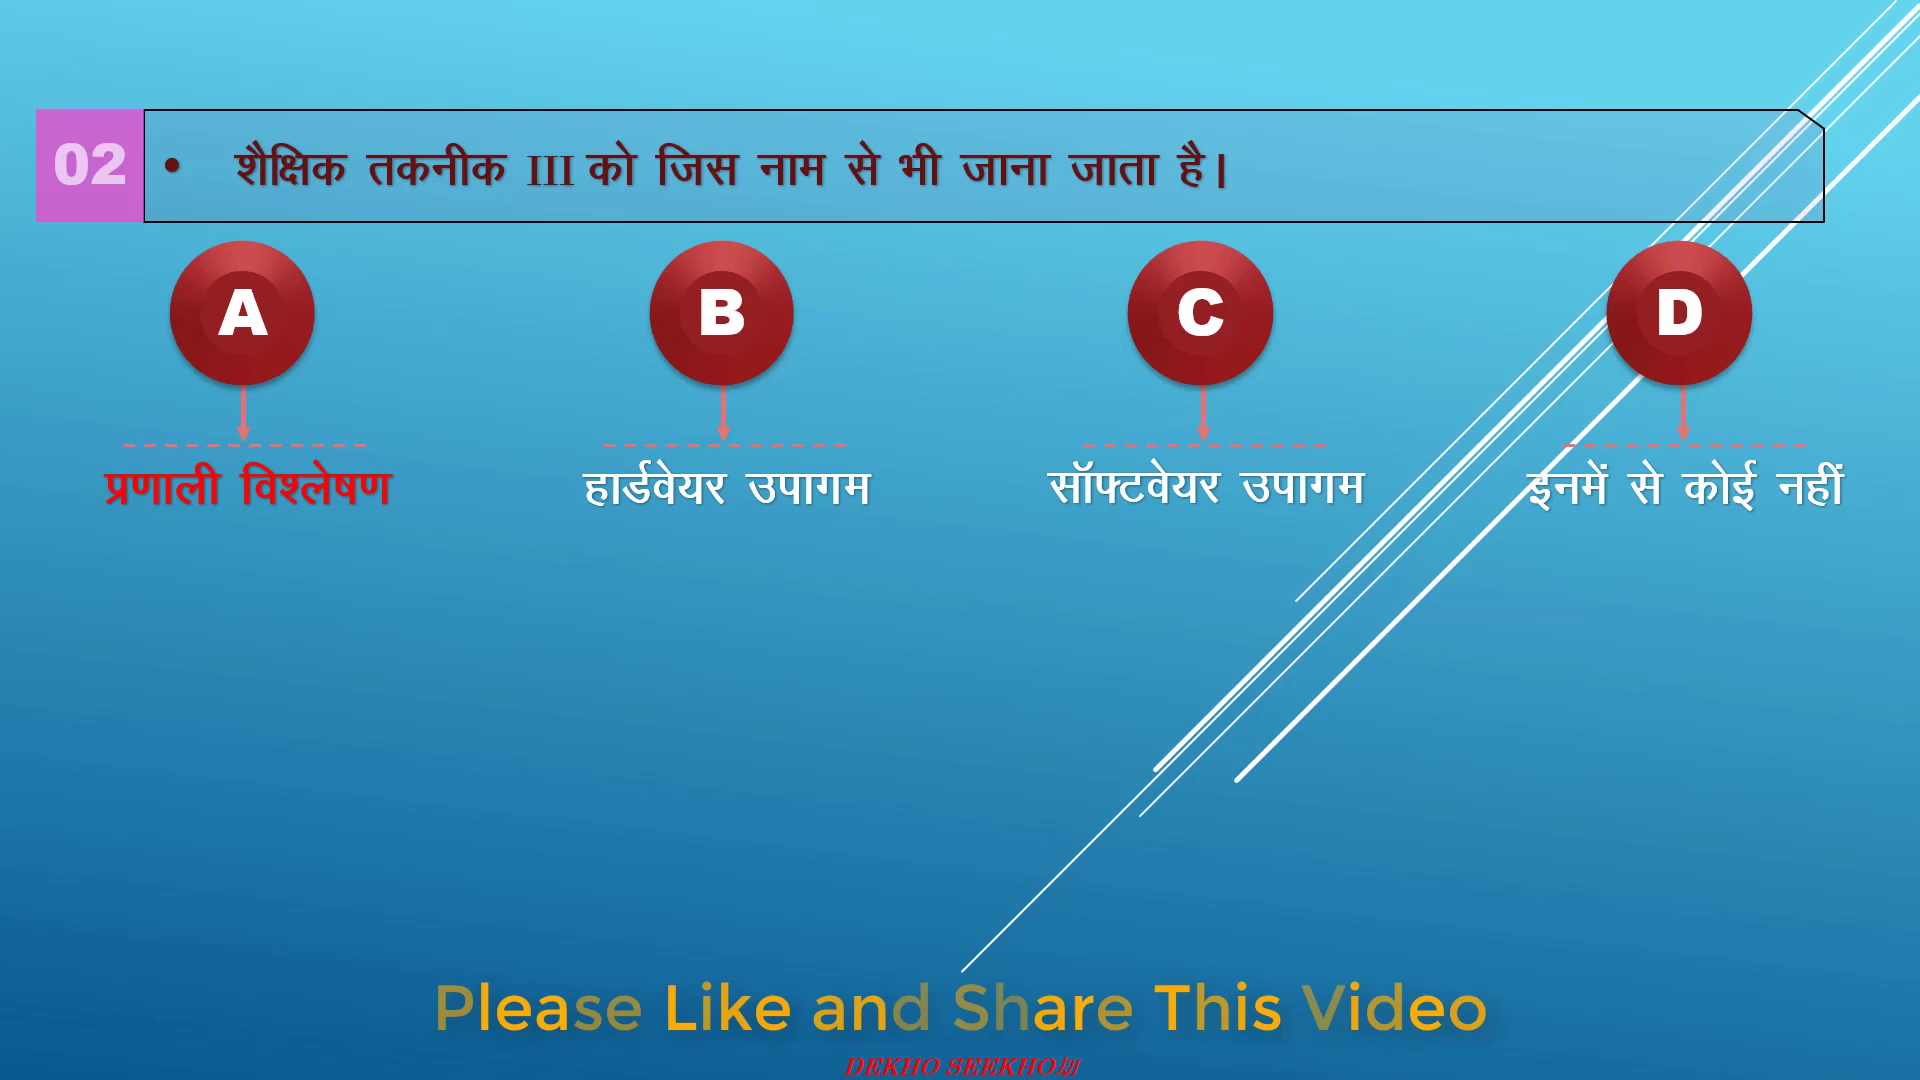 02
• शैक्षिक तकनीक III को जिस नाम से भी जाना जाता है।
A
B
C
D
प्रणाली विश्लेषण
हार्डवेयर उपागम
सॉफ्टवेयर उपागम
इनमें से कोई नहीं
Please Like and Share This Video
DEKHO SEEKHO